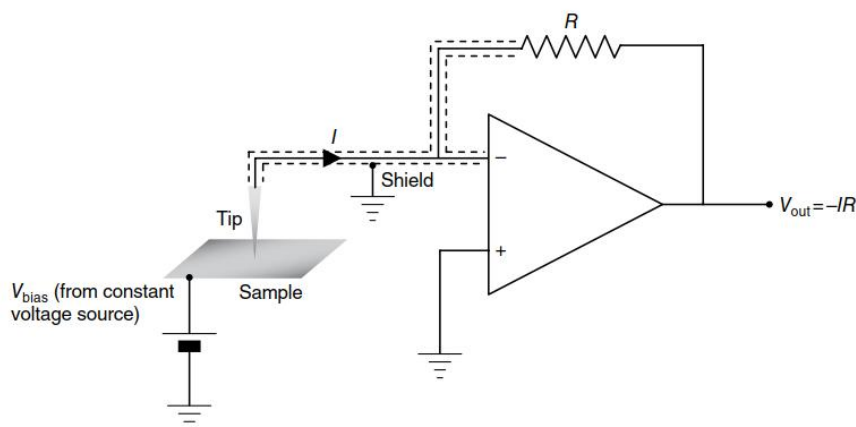 R
I
−
Shield
Tip
+
V_out = −IR
V_bias (from constant
voltage source)
Sample